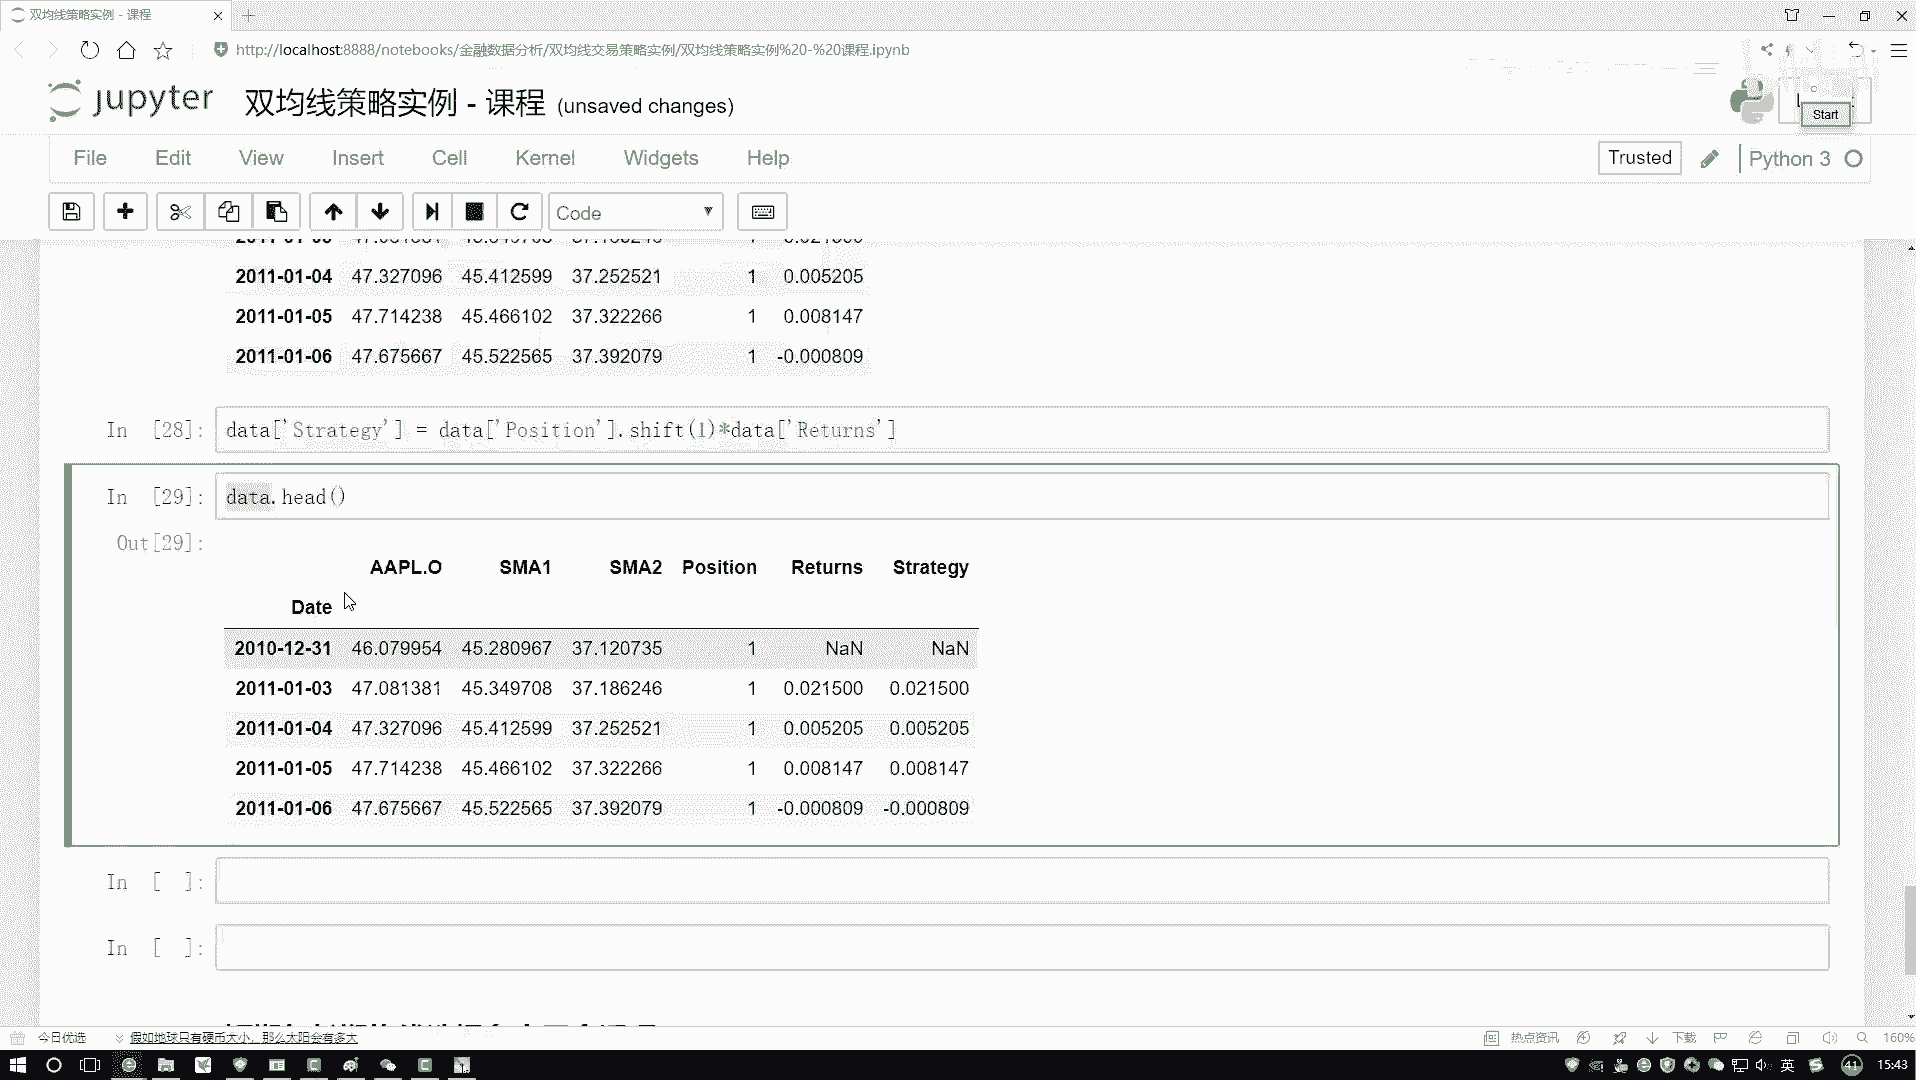 双均线策略实例 - 课程
http://localhost:8888/notebooks/金融数据分析/双均线交易策略实例/双均线策略实例%20-%20课程.ipynb
jupyter 双均线策略实例 - 课程 (unsaved changes)
Start
File Edit View Insert Cell Kernel Widgets Help Trusted Python 3
Code
2011-01-04 47.327096 45.412599 37.252521 1 0.005205
2011-01-05 47.714238 45.466102 37.322266 1 0.008147
2011-01-06 47.675667 45.522565 37.392079 1 -0.000809
In [28]: data['Strategy'] = data['Position'].shift(1)*data['Returns']
In [29]: data.head()
Out[29]:
AAPL.O SMA1 SMA2 Position Returns Strategy
Date
2010-12-31 46.079954 45.280967 37.120735 1 NaN NaN
2011-01-03 47.081381 45.349708 37.186246 1 0.021500 0.021500
2011-01-04 47.327096 45.412599 37.252521 1 0.005205 0.005205
2011-01-05 47.714238 45.466102 37.322266 1 0.008147 0.008147
2011-01-06 47.675667 45.522565 37.392079 1 -0.000809 -0.000809
In [ ]:
In [ ]:
今日优选 假如地球只有硬币大小，那么太阳会有多大 热点资讯 下载 160%
英 41 15:43